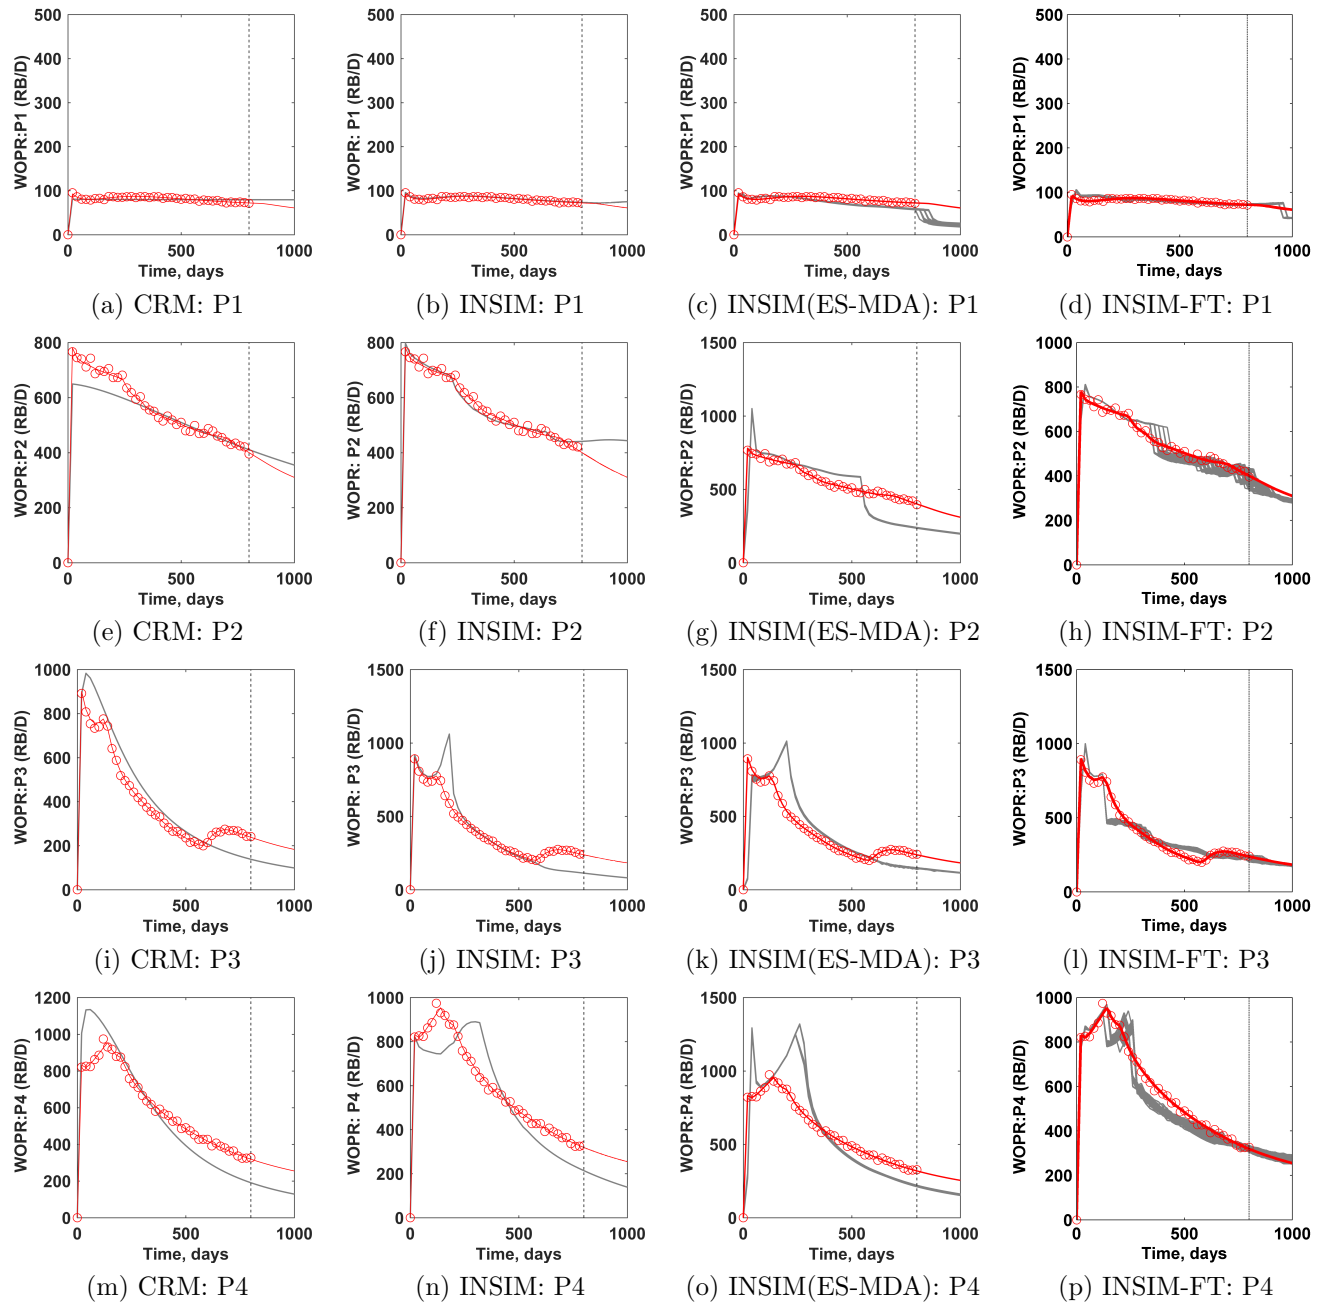 WOPR:P1 (RB/D)
500
400
300
200
100
0
0 500 1000
Time, days
(a) CRM: P1
WOPR: P1 (RB/D)
500
400
300
200
100
0
0 500 1000
Time, days
(b) INSIM: P1
WOPR:P1 (RB/D)
500
400
300
200
100
0
0 500 1000
Time, days
(c) INSIM(ES-MDA): P1
WOPR:P1 (RB/D)
500
400
300
200
100
0
0 500 1000
Time, days
(d) INSIM-FT: P1
WOPR:P2 (RB/D)
800
600
400
200
0
0 500 1000
Time, days
(e) CRM: P2
WOPR: P2 (RB/D)
800
600
400
200
0
0 500 1000
Time, days
(f) INSIM: P2
WOPR:P2 (RB/D)
1500
1000
500
0
0 500 1000
Time, days
(g) INSIM(ES-MDA): P2
WOPR:P2 (RB/D)
1000
800
600
400
200
0
0 500 1000
Time, days
(h) INSIM-FT: P2
WOPR:P3 (RB/D)
1000
800
600
400
200
0
0 500 1000
Time, days
(i) CRM: P3
WOPR: P3 (RB/D)
1500
1000
500
0
0 500 1000
Time, days
(j) INSIM: P3
WOPR:P3 (RB/D)
1500
1000
500
0
0 500 1000
Time, days
(k) INSIM(ES-MDA): P3
WOPR:P3 (RB/D)
1500
1000
500
0
0 500 1000
Time, days
(l) INSIM-FT: P3
WOPR:P4 (RB/D)
1200
1000
800
600
400
200
0
0 500 1000
Time, days
(m) CRM: P4
WOPR: P4 (RB/D)
1000
800
600
400
200
0
0 500 1000
Time, days
(n) INSIM: P4
WOPR:P4 (RB/D)
1500
1000
500
0
0 500 1000
Time, days
(o) INSIM(ES-MDA): P4
WOPR:P4 (RB/D)
1000
800
600
400
200
0
0 500 1000
Time, days
(p) INSIM-FT: P4